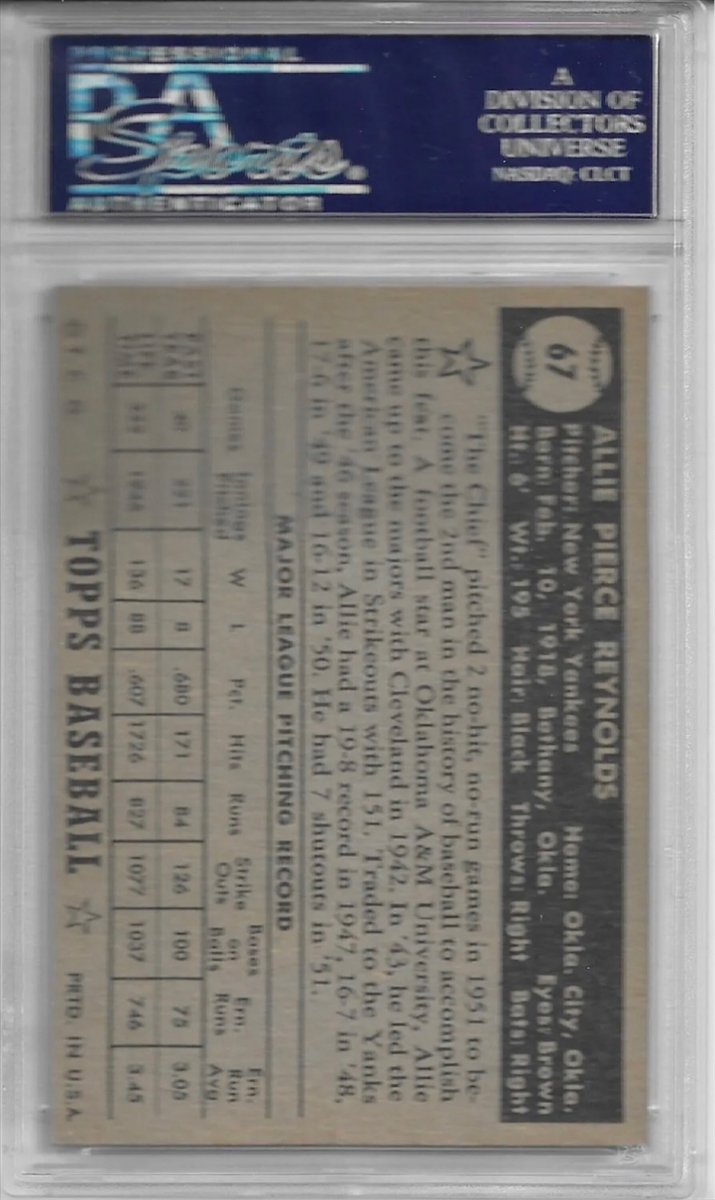 PROFESSIONAL
PSA
Sports
AUTHENTICATOR
A
DIVISION OF
COLLECTORS
UNIVERSE
NASDAQ: CLCT
67
ALLIE PIERCE REYNOLDS
Pitcher: New York Yankees Home: Okla. City, Okla.
Born: Feb. 10, 1918, Bethany, Okla. Eyes: Brown
Ht. 6' Wt. 195 Hair: Black Throws: Right Bats: Right
"The Chief" pitched 2 no-hit, no-run games in 1951 to be-
come the 2nd man in the history of baseball to accomplish
this feat. A football star at Oklahoma A&M University, Allie
came up to the majors with Cleveland in 1942. In '43, he led the
American League in Strikeouts with 151. Traded to the Yanks
after the '46 season, Allie had a 19-8 record in 1947, 16-7 in '48,
17-6 in '49 and 16-12 in '50. He had 7 shutouts in '51.
MAJOR LEAGUE PITCHING RECORD
Games Innings Pitched W L Pct. Hits Runs Strike Outs Bases on Balls Ern. Runs Ern. Run Avg.
PAST YEAR 17 8 .680 171 84 126 100 75 3.05
LIFE TIME 136 88 .607 1726 827 1077 1037 746 3.45
TOPPS BASEBALL PRTD. IN U.S.A.